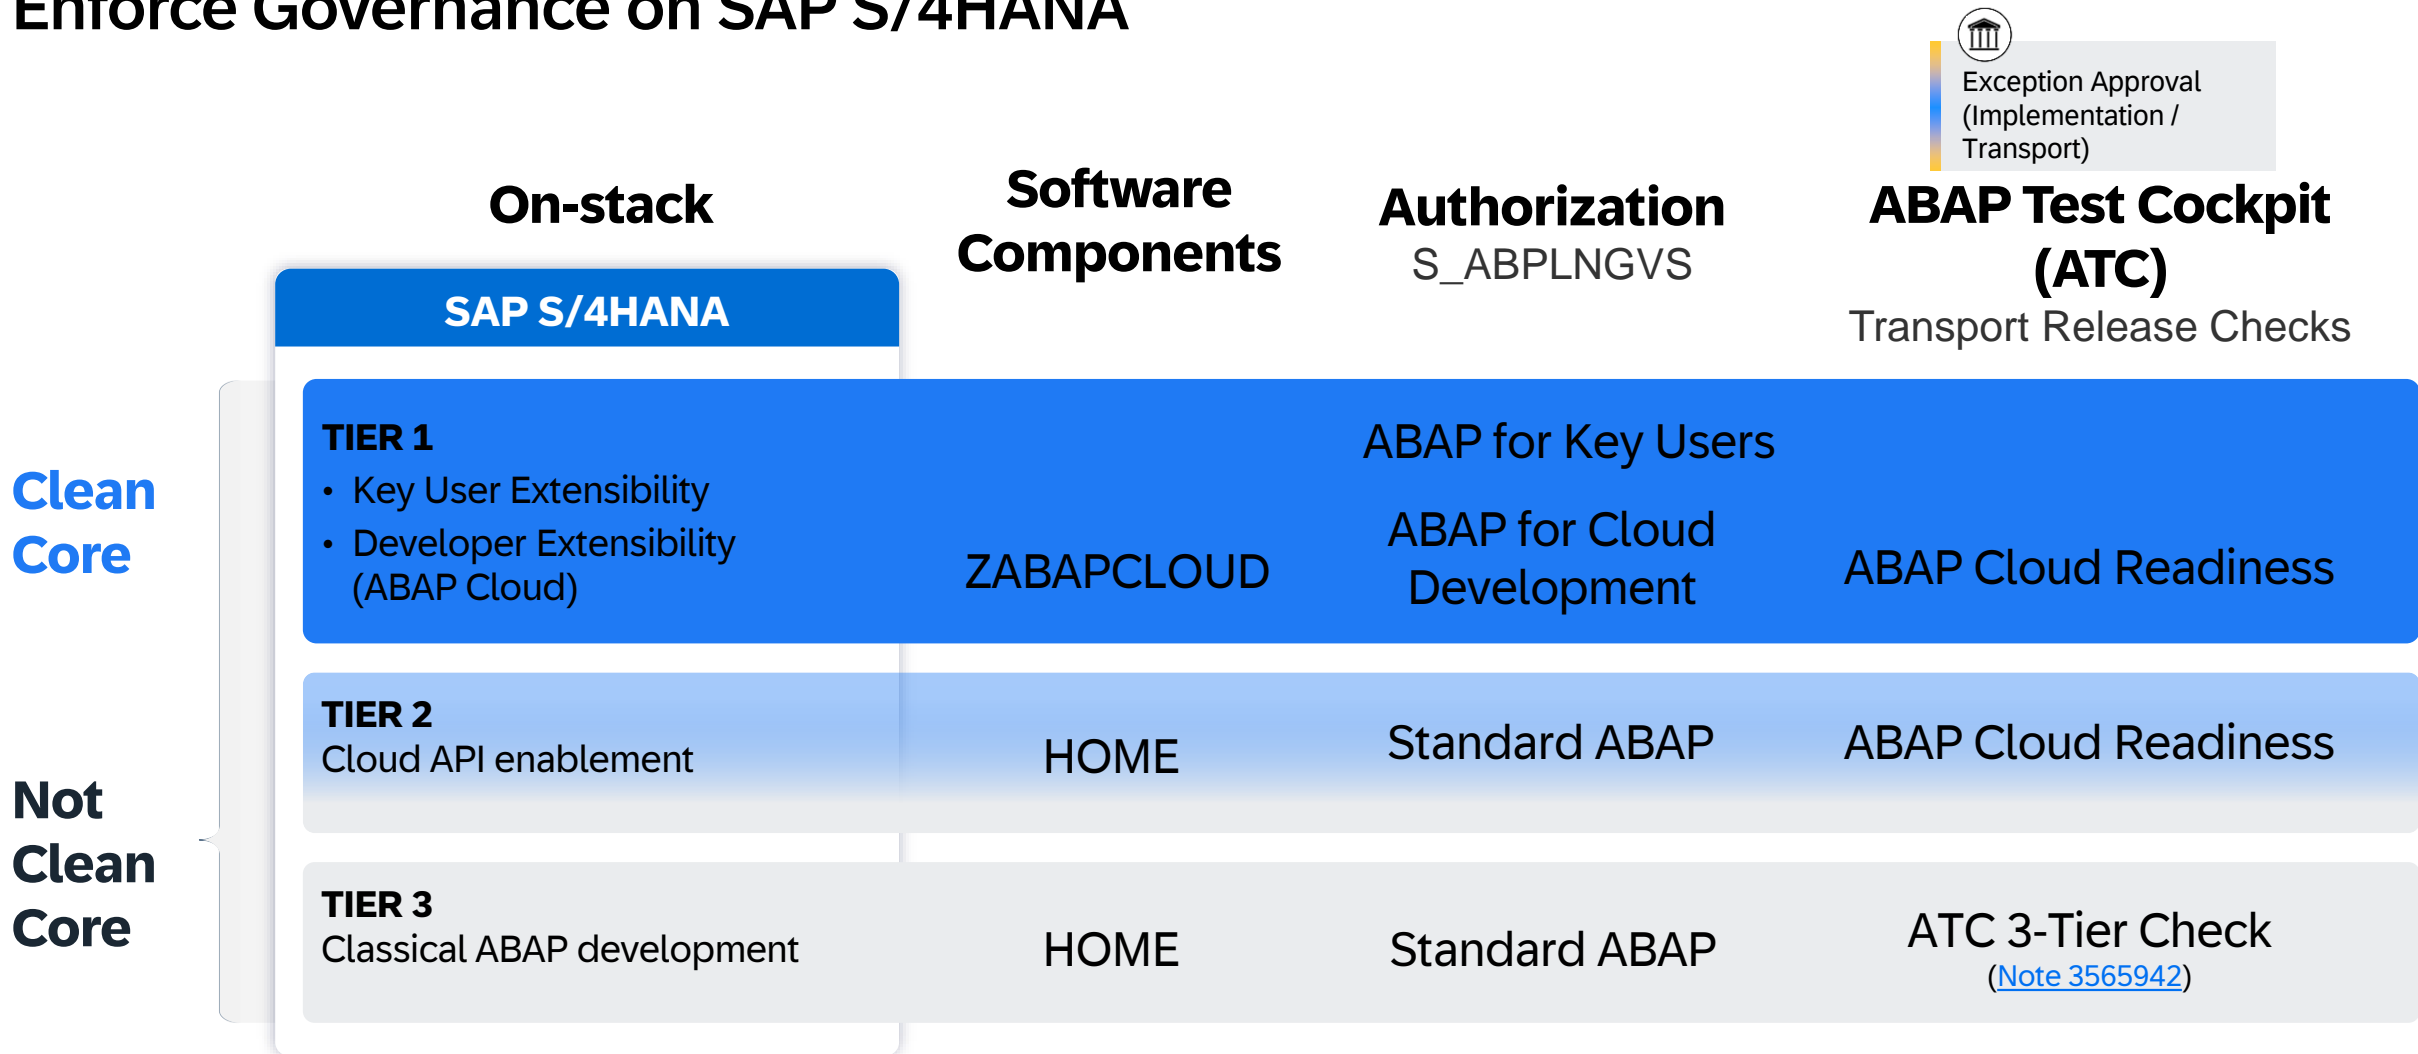 Enforce Governance on SAP S/4HANA
Exception Approval
(Implementation /
Transport)
On-stack
Software
Components
Authorization
S_ABPLNGVS
ABAP Test Cockpit
(ATC)
Transport Release Checks
SAP S/4HANA
Clean
Core
TIER 1
• Key User Extensibility
• Developer Extensibility
(ABAP Cloud)
ZABAPCLOUD
ABAP for Key Users
ABAP for Cloud
Development
ABAP Cloud Readiness
TIER 2
Cloud API enablement
HOME
Standard ABAP
ABAP Cloud Readiness
Not
Clean
Core
TIER 3
Classical ABAP development
HOME
Standard ABAP
ATC 3-Tier Check
(Note 3565942)